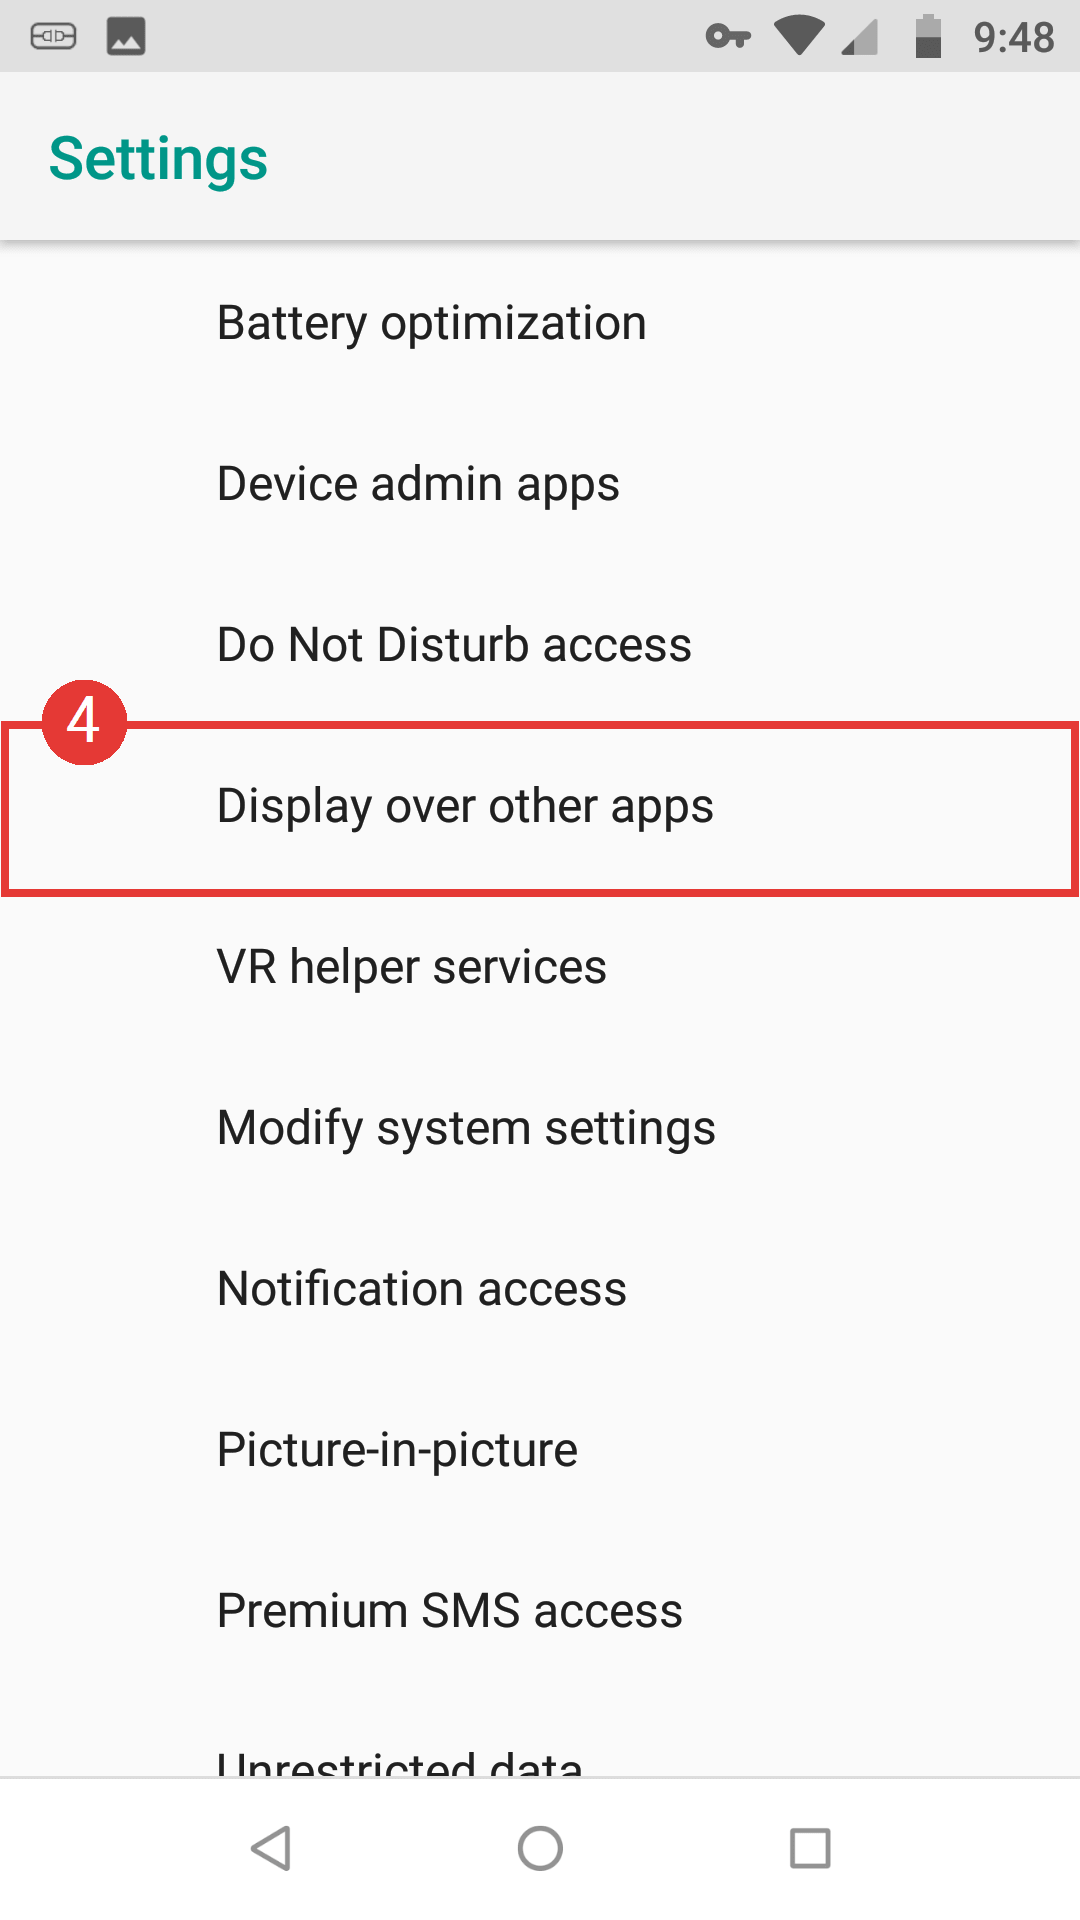 9:48
Settings
Battery optimization
Device admin apps
Do Not Disturb access
4
Display over other apps
VR helper services
Modify system settings
Notification access
Picture-in-picture
Premium SMS access
Unrestricted data